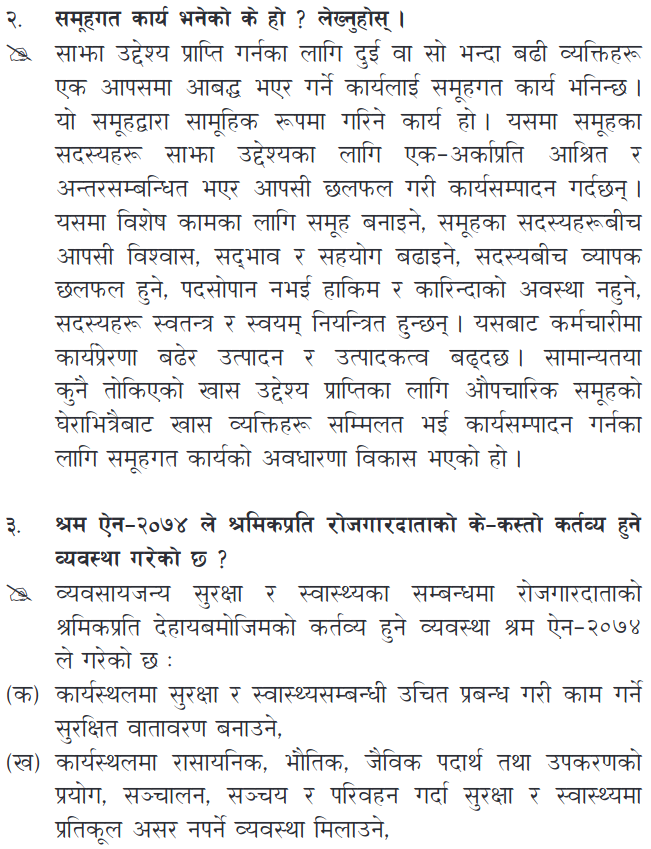 २. समूहगत कार्य भनेको के हो ? लेख्नुहोस् ।
साझा उद्देश्य प्राप्ति गर्नका लागि दुई वा सो भन्दा बढी व्यक्तिहरू
एक आपसमा आबद्ध भएर गर्ने कार्यलाई समूहगत कार्य भनिन्छ ।
यो समूहद्वारा सामूहिक रूपमा गरिने कार्य हो । यसमा समूहका
सदस्यहरू साझा उद्देश्यका लागि एक-अर्काप्रति आश्रित र
अन्तरसम्बन्धित भएर आपसी छलफल गरी कार्यसम्पादन गर्दछन् ।
यसमा विशेष कामका लागि समूह बनाइने, समूहका सदस्यहरूबीच
आपसी विश्वास, सद्भाव र सहयोग बढाइने, सदस्यबीच व्यापक
छलफल हुने, पदसोपान नभई हाकिम र कारिन्दाको अवस्था नहुने,
सदस्यहरू स्वतन्त्र र स्वयम् नियन्त्रित हुन्छन् । यसबाट कर्मचारीमा
कार्यप्रेरणा बढेर उत्पादन र उत्पादकत्व बढ्दछ । सामान्यतया
कुनै तोकिएको खास उद्देश्य प्राप्तिका लागि औपचारिक समूहको
घेराभित्रैबाट खास व्यक्तिहरू सम्मिलत भई कार्यसम्पादन गर्नका
लागि समूहगत कार्यको अवधारणा विकास भएको हो ।
३. श्रम ऐन-२०७४ ले श्रमिकप्रति रोजगारदाताको के-कस्तो कर्तव्य हुने
व्यवस्था गरेको छ ?
व्यवसायजन्य सुरक्षा र स्वास्थ्यका सम्बन्धमा रोजगारदाताको
श्रमिकप्रति देहायबमोजिमको कर्तव्य हुने व्यवस्था श्रम ऐन-२०७४
ले गरेको छ :
(क) कार्यस्थलमा सुरक्षा र स्वास्थ्यसम्बन्धी उचित प्रबन्ध गरी काम गर्ने
सुरक्षित वातावरण बनाउने,
(ख) कार्यस्थलमा रासायनिक, भौतिक, जैविक पदार्थ तथा उपकरणको
प्रयोग, सञ्चालन, सञ्चय र परिवहन गर्दा सुरक्षा र स्वास्थ्यमा
प्रतिकूल असर नपर्ने व्यवस्था मिलाउने,